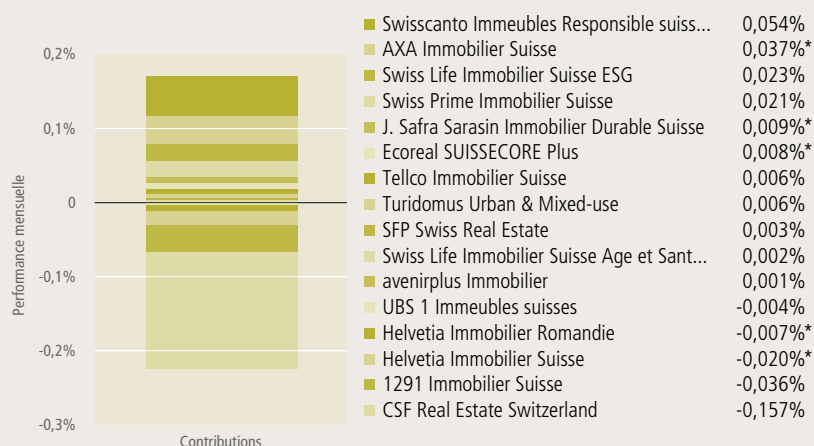 Swisscanto Immeubles Responsible suiss... 0,054%
AXA Immobilier Suisse 0,037%*
Swiss Life Immobilier Suisse ESG 0,023%
Swiss Prime Immobilier Suisse 0,021%
J. Safra Sarasin Immobilier Durable Suisse 0,009%*
Ecoreal SUISSECORE Plus 0,008%*
Tellco Immobilier Suisse 0,006%
Turidomus Urban & Mixed-use 0,006%
SFP Swiss Real Estate 0,003%
Swiss Life Immobilier Suisse Age et Sant... 0,002%
avenirplus Immobilier 0,001%
UBS 1 Immeubles suisses -0,004%
Helvetia Immobilier Romandie -0,007%*
Helvetia Immobilier Suisse -0,020%*
1291 Immobilier Suisse -0,036%
CSF Real Estate Switzerland -0,157%
Performance mensuelle
0,2%
0,1%
0
-0,1%
-0,2%
-0,3%
Contributions